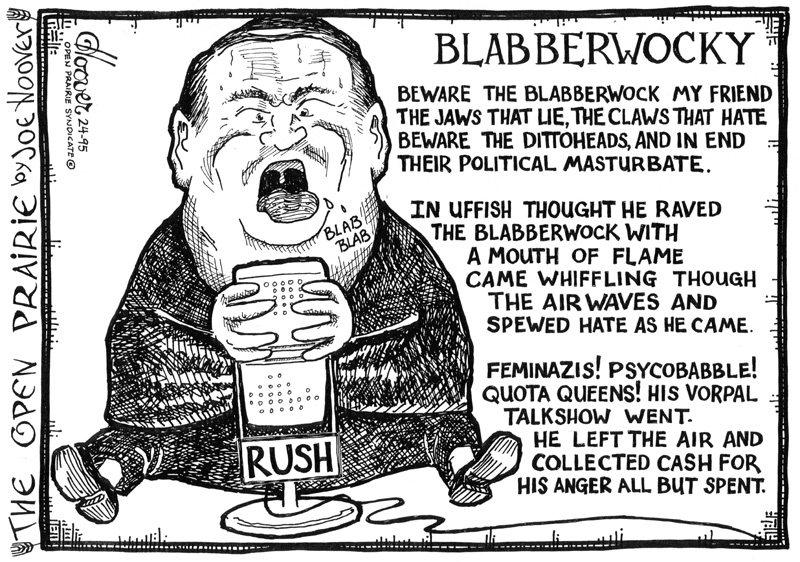 THE OPEN PRAIRIE by JOE HOOVER
Hoover 24-95
OPEN PRAIRIE SYNDICATE ©
BLABBERWOCKY
BEWARE THE BLABBERWOCK MY FRIEND
THE JAWS THAT LIE, THE CLAWS THAT HATE
BEWARE THE DITTOHEADS, AND IN END
THEIR POLITICAL MASTURBATE.
IN UFFISH THOUGHT HE RAVED
THE BLABBERWOCK WITH
A MOUTH OF FLAME
CAME WHIFFLING THOUGH
THE AIRWAVES AND
SPEWED HATE AS HE CAME.
FEMINAZIS! PSYCOBABBLE!
QUOTA QUEENS! HIS VORPAL
TALKSHOW WENT.
HE LEFT THE AIR AND
COLLECTED CASH FOR
HIS ANGER ALL BUT SPENT.
BLAB
BLAB
RUSH